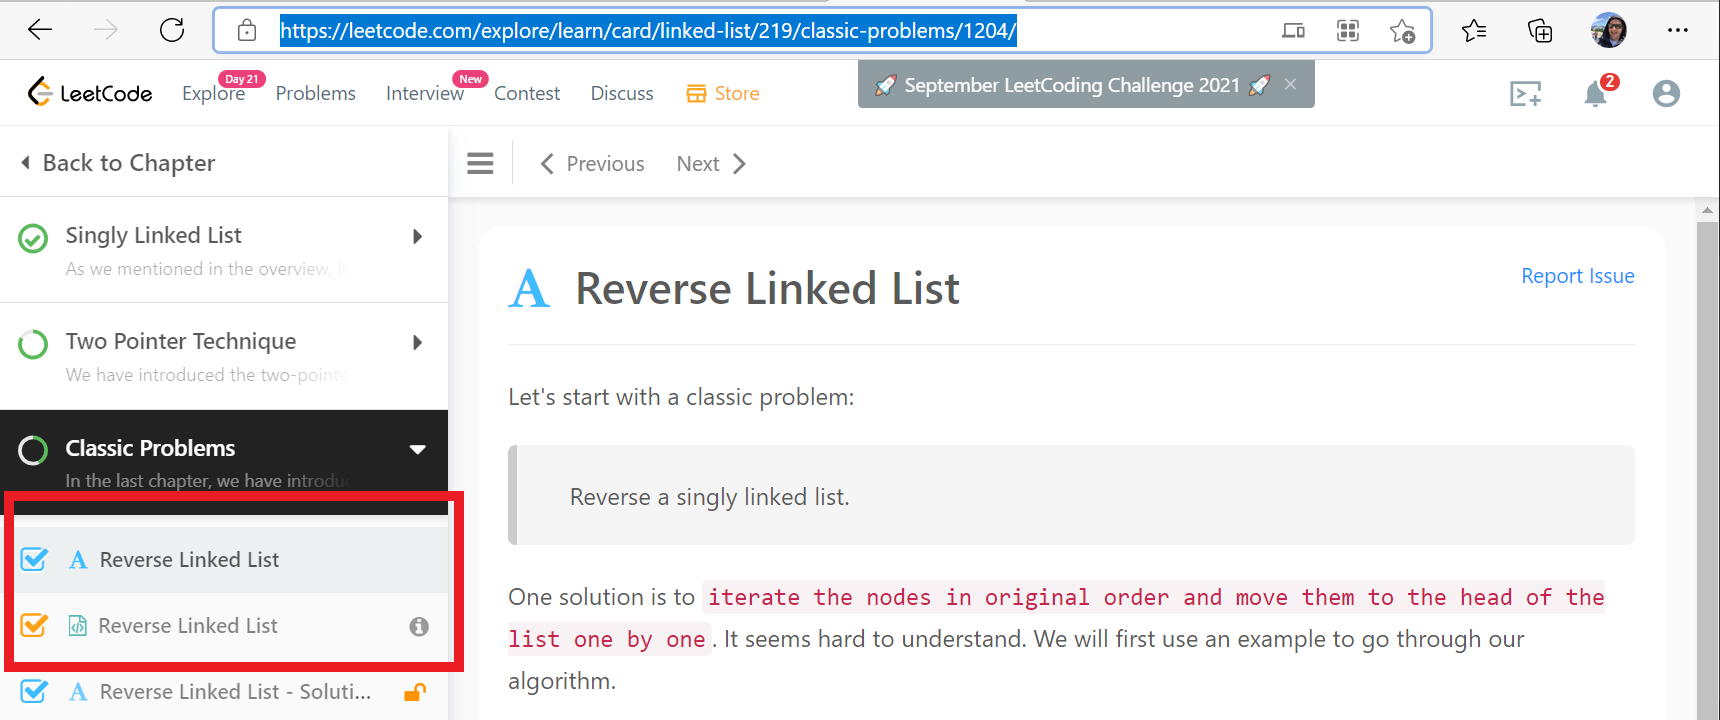 https://leetcode.com/explore/learn/card/linked-list/219/classic-problems/1204/
LeetCode Explore Day 21 Problems Interview New Contest Discuss Store
🚀 September LeetCoding Challenge 2021 🚀 ×
2
Back to Chapter
Previous Next
Singly Linked List
As we mentioned in the overview, li
Two Pointer Technique
We have introduced the two-pointe
Classic Problems
In the last chapter, we have introdu
A Reverse Linked List
Reverse Linked List
A Reverse Linked List - Soluti...
A Reverse Linked List
Report Issue
Let's start with a classic problem:
Reverse a singly linked list.
One solution is to iterate the nodes in original order and move them to the head of the
list one by one. It seems hard to understand. We will first use an example to go through our
algorithm.